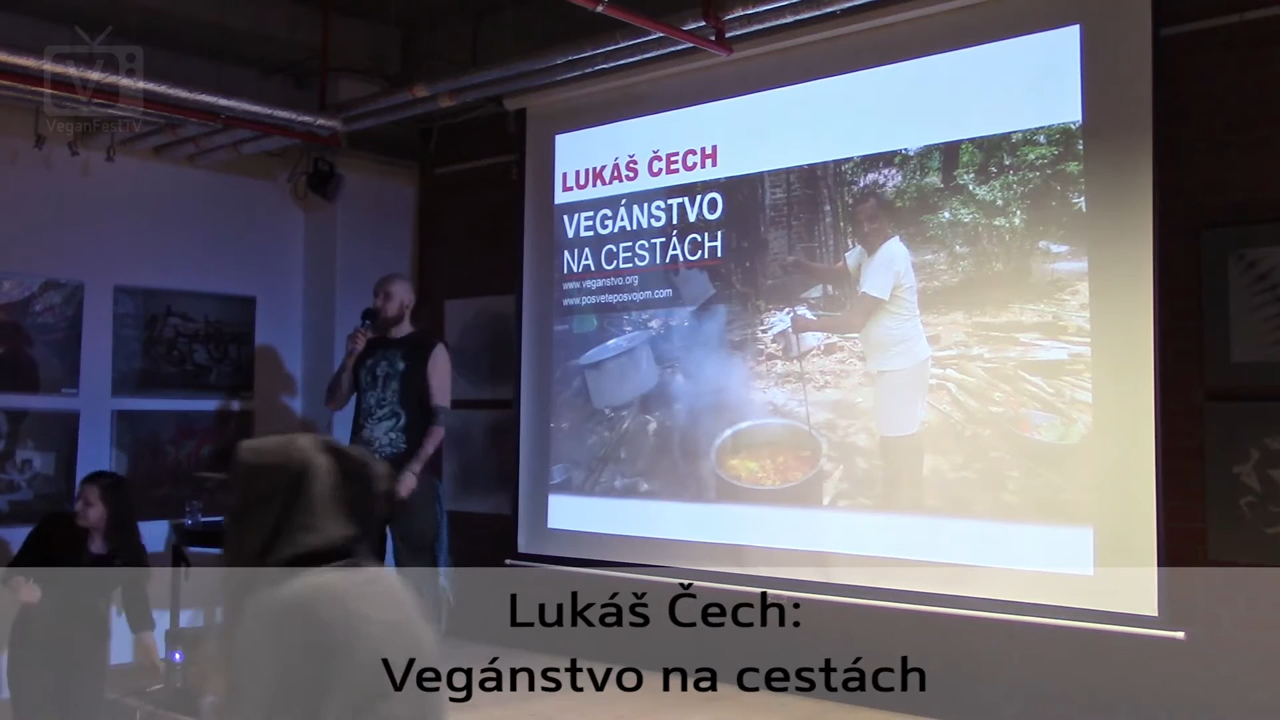 V
VeganFestTV
LUKÁŠ ČECH
VEGÁNSTVO
NA CESTÁCH
www.veganstvo.org
www.posveteposvojom.com
Lukáš Čech:
Vegánstvo na cestách